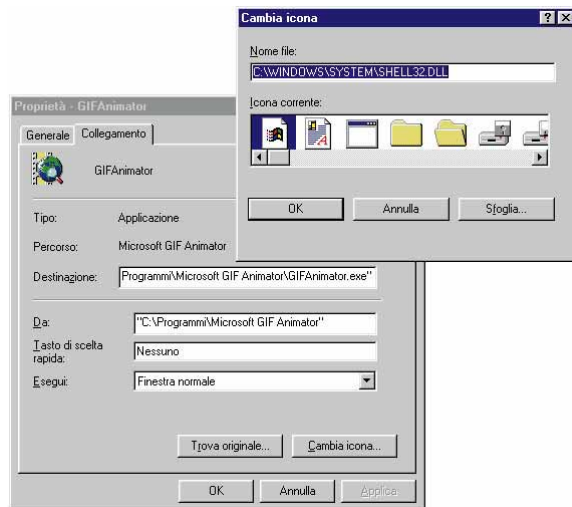 Cambia icona
Nome file:
C:\WINDOWS\SYSTEM\SHELL32.DLL
Icona corrente:
OK Annulla Sfoglia...
Proprietà - GIFAnimator
Generale Collegamento
GIFAnimator
Tipo: Applicazione
Percorso: Microsoft GIF Animator
Destinazione: Programmi\Microsoft GIF Animator\GIFAnimator.exe"
Da: "C:\Programmi\Microsoft GIF Animator"
Tasto di scelta rapida: Nessuno
Esegui: Finestra normale
Trova originale... Cambia icona...
OK Annulla Applica